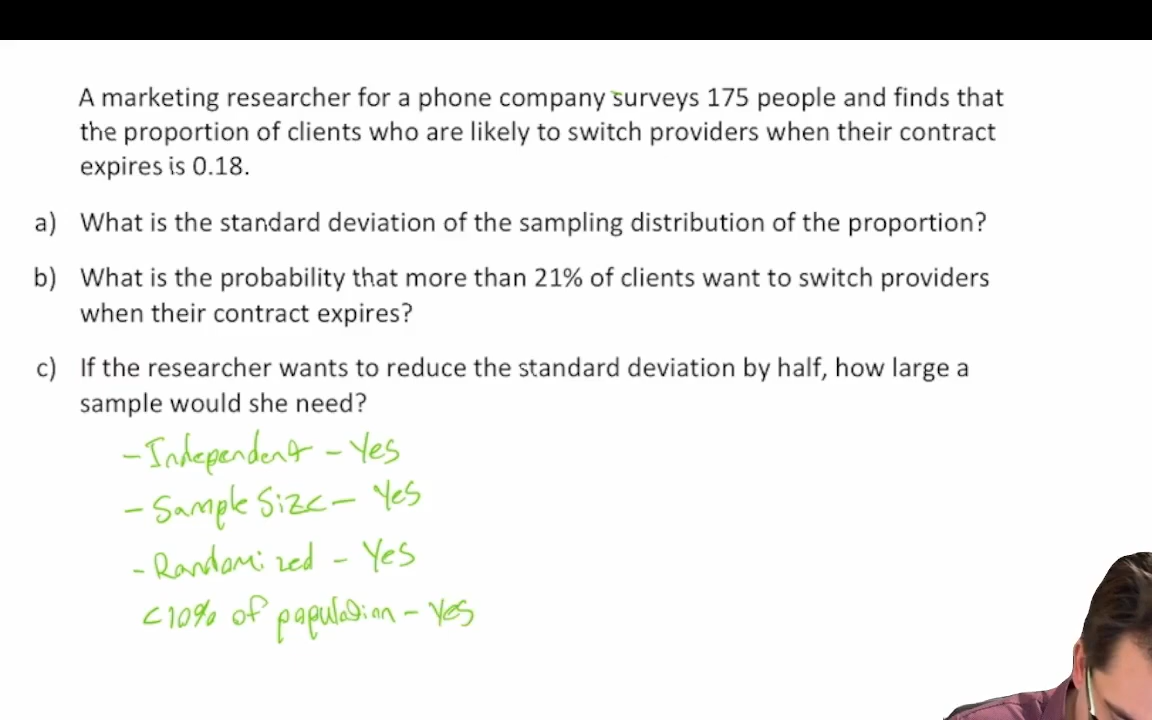 A marketing researcher for a phone company surveys 175 people and finds that
the proportion of clients who are likely to switch providers when their contract
expires is 0.18.
a) What is the standard deviation of the sampling distribution of the proportion?
b) What is the probability that more than 21% of clients want to switch providers
when their contract expires?
c) If the researcher wants to reduce the standard deviation by half, how large a
sample would she need?
- Independent - Yes
- Sample Size - Yes
- Randomized - Yes
<10% of population - Yes